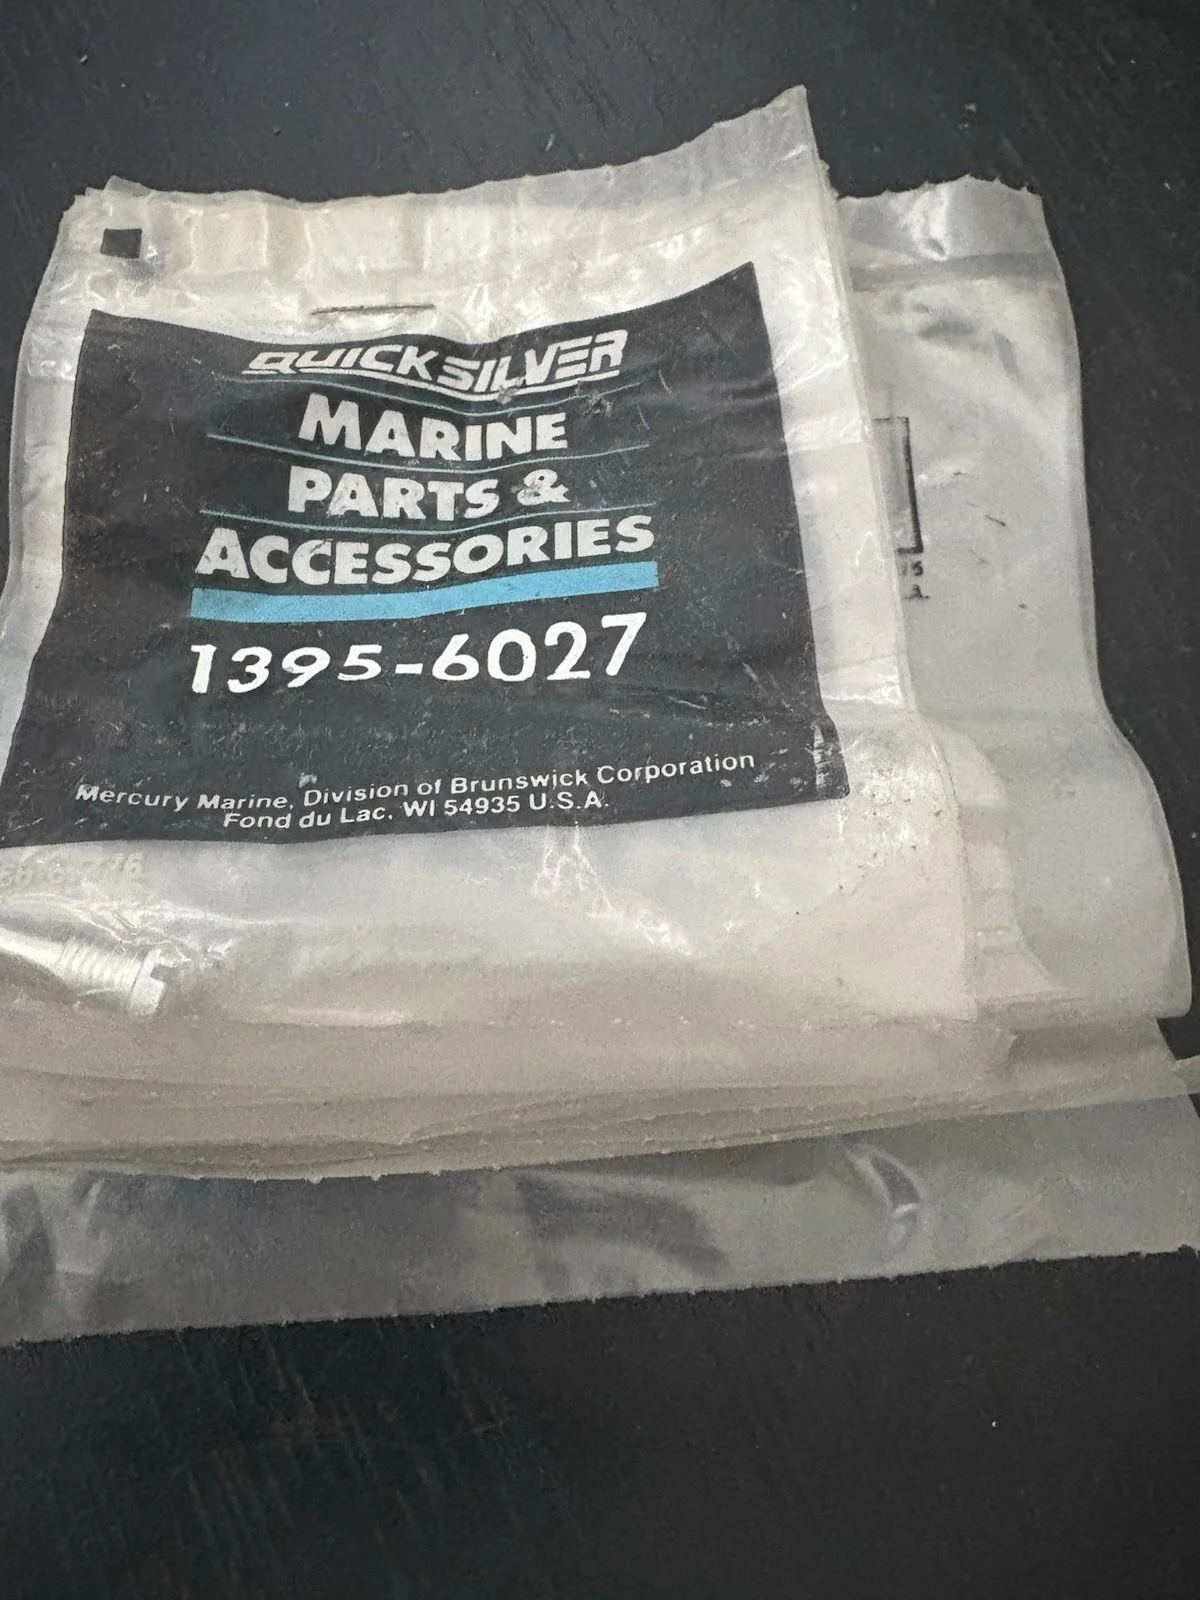 QUICKSILVER
MARINE
PARTS &
ACCESSORIES
1395-6027
Mercury Marine, Division of Brunswick Corporation
Fond du Lac, WI 54935 U.S.A.